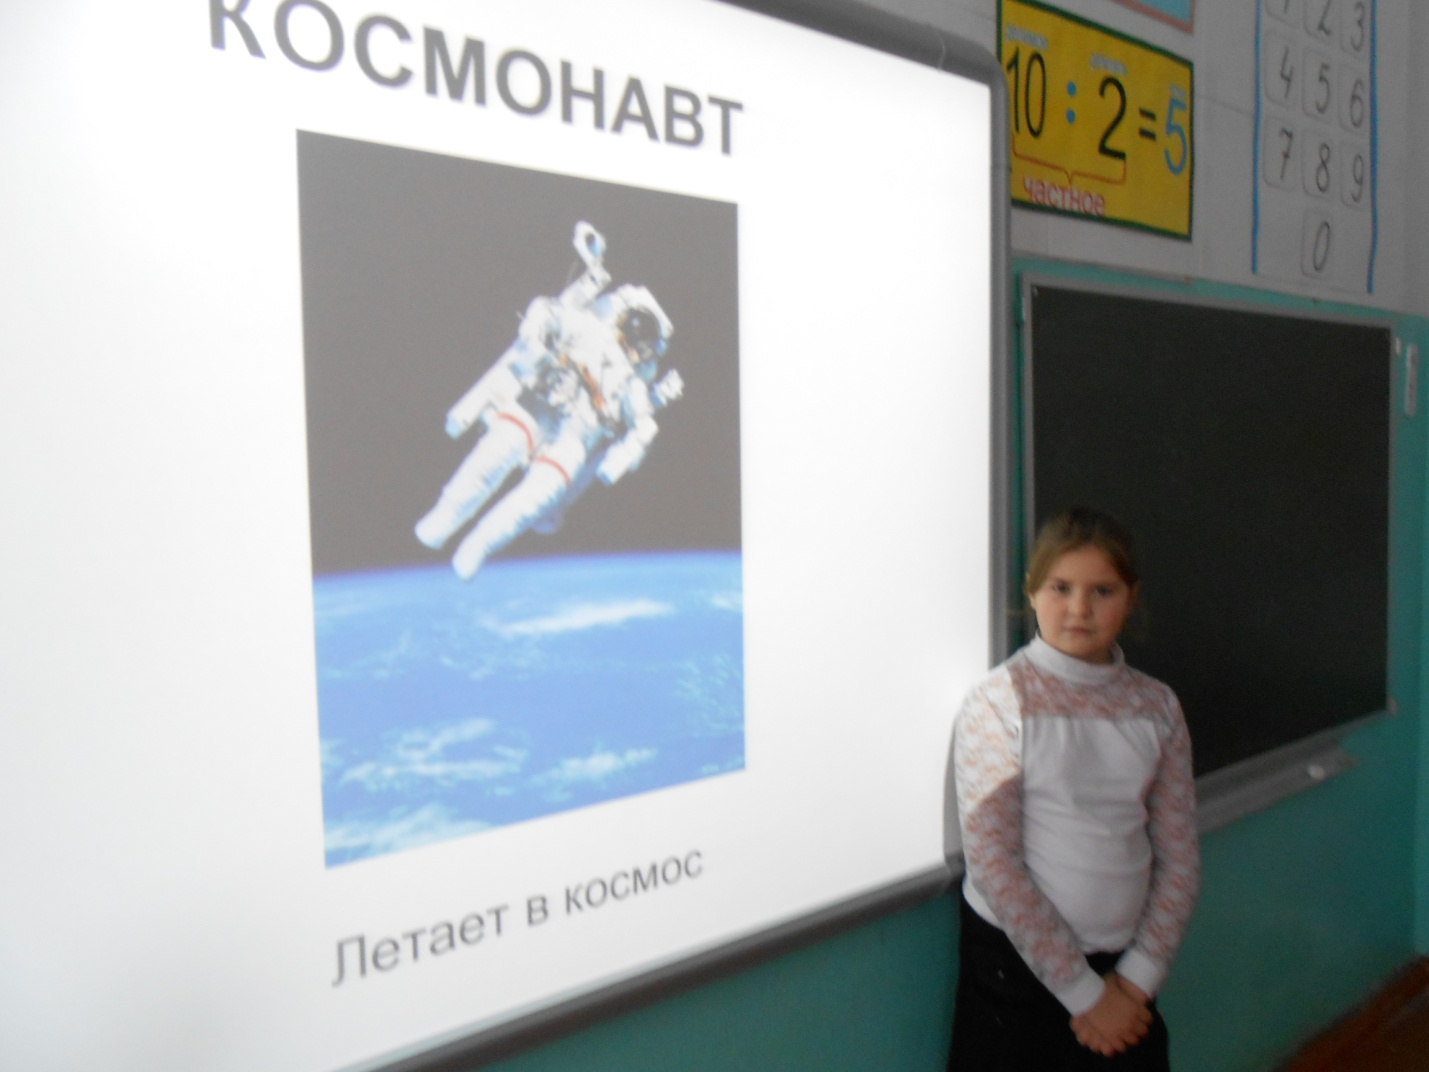 КОСМОНАВТ
Летает в космос
10 : 2 = 5
частное
1 2 3
4 5 6
7 8 9
0